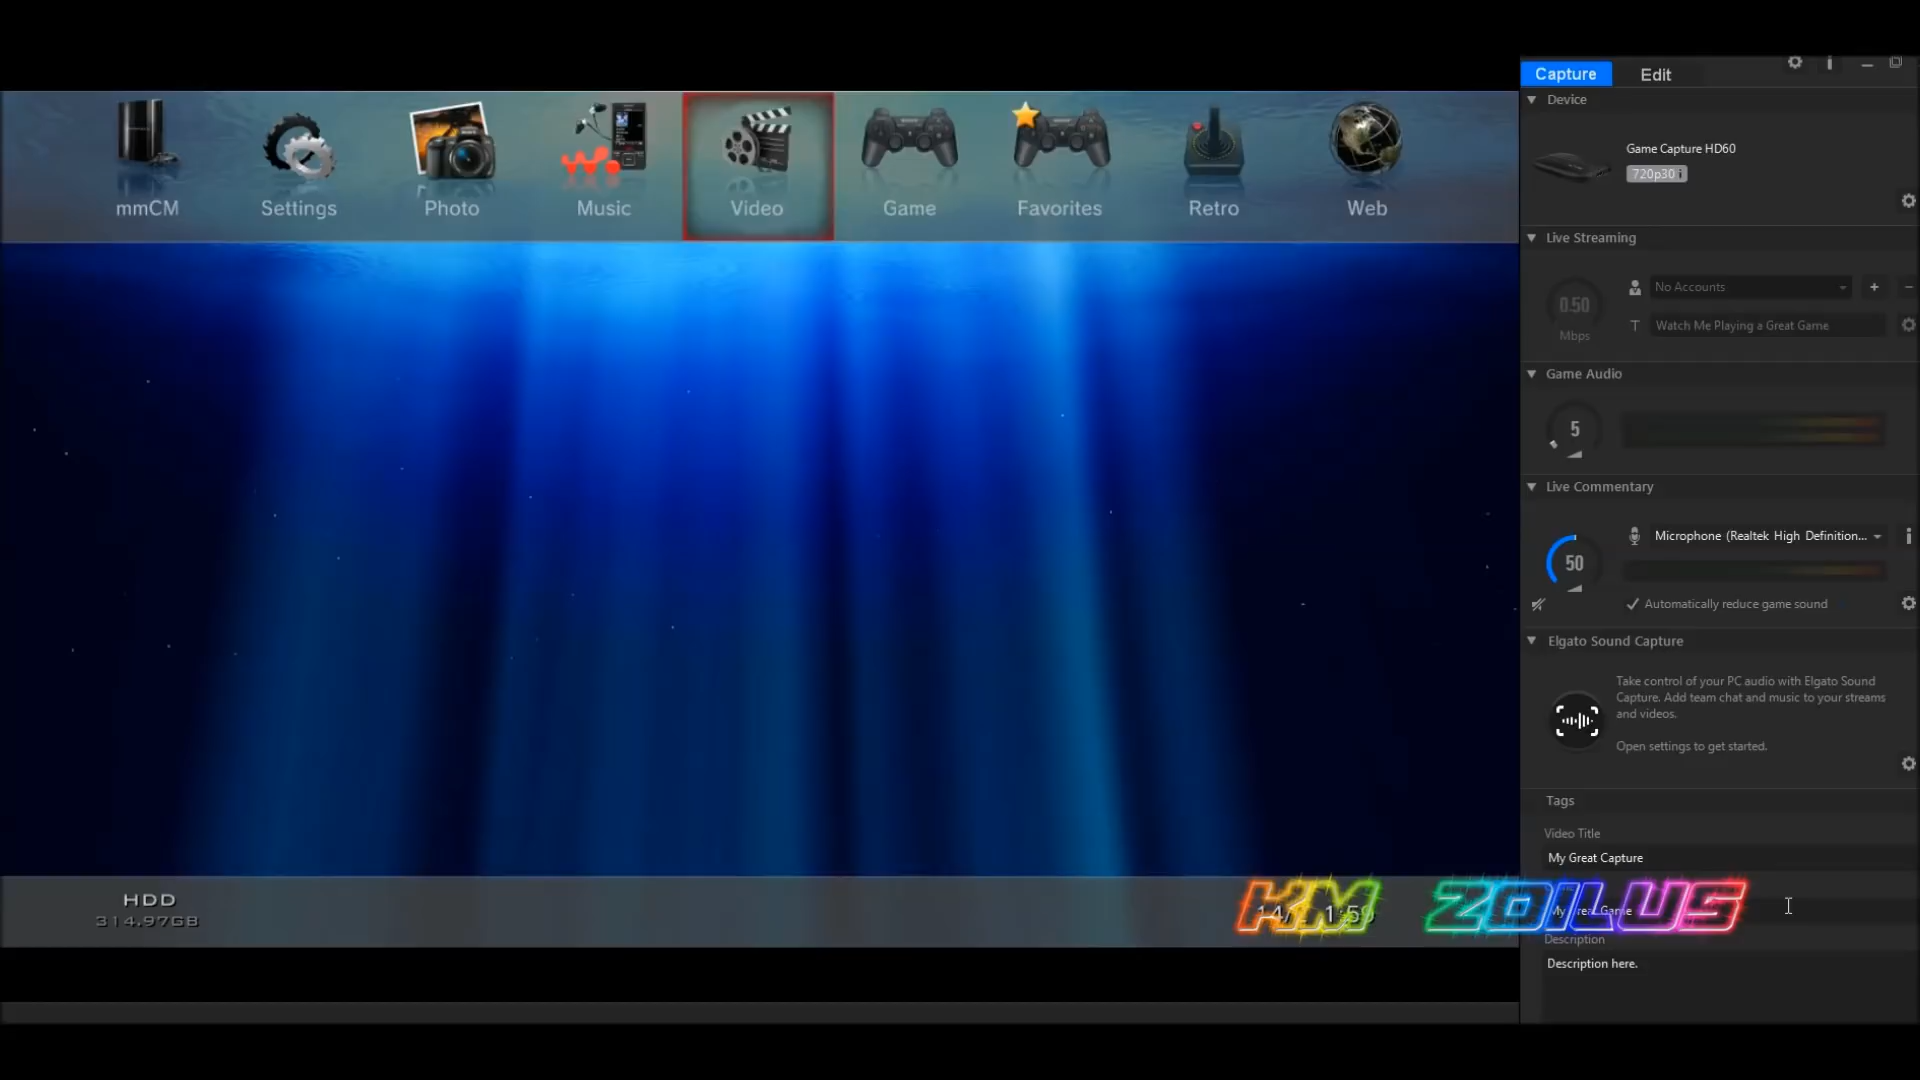 mmCM
Settings
Photo
Music
Video
Game
Favorites
Retro
Web
HDD
314.97GB
KM ZOILUS
Capture
Edit
Device
Game Capture HD60
720p30
Live Streaming
No Accounts
0.50
Mbps
T
Watch Me Playing a Great Game
Game Audio
5
Live Commentary
Microphone (Realtek High Definition...
50
Automatically reduce game sound
Elgato Sound Capture
Take control of your PC audio with Elgato Sound
Capture. Add team chat and music to your streams
and videos.
Open settings to get started.
Tags
Video Title
My Great Capture
My Great Game
Description
Description here.